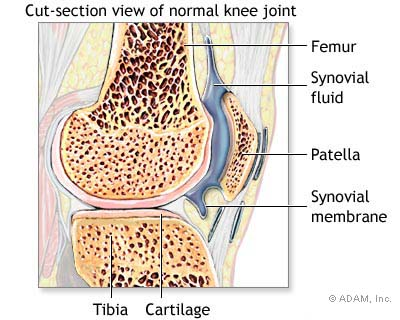 Cut-section view of normal knee joint
Femur
Synovial
fluid
Patella
Synovial
membrane
Tibia Cartilage
© ADAM, Inc.